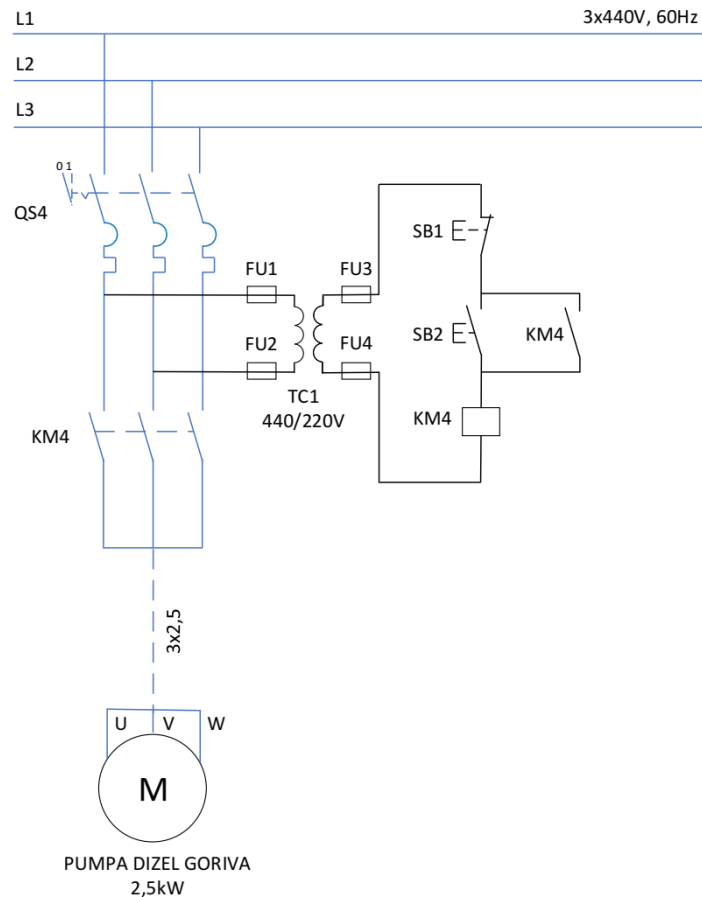 L1
3x440V, 60Hz
L2
L3
0 1
QS4
SB1
FU1
FU3
SB2
KM4
FU2
FU4
TC1
440/220V
KM4
KM4
3x2,5
U
V
W
M
PUMPA DIZEL GORIVA
2,5kW